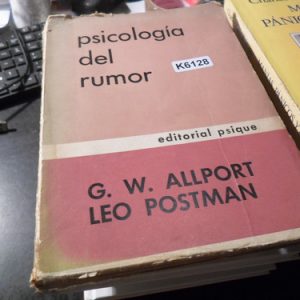 psicología
del
rumor
K6128
editorial psique
G. W. ALLPORT
LEO POSTMAN